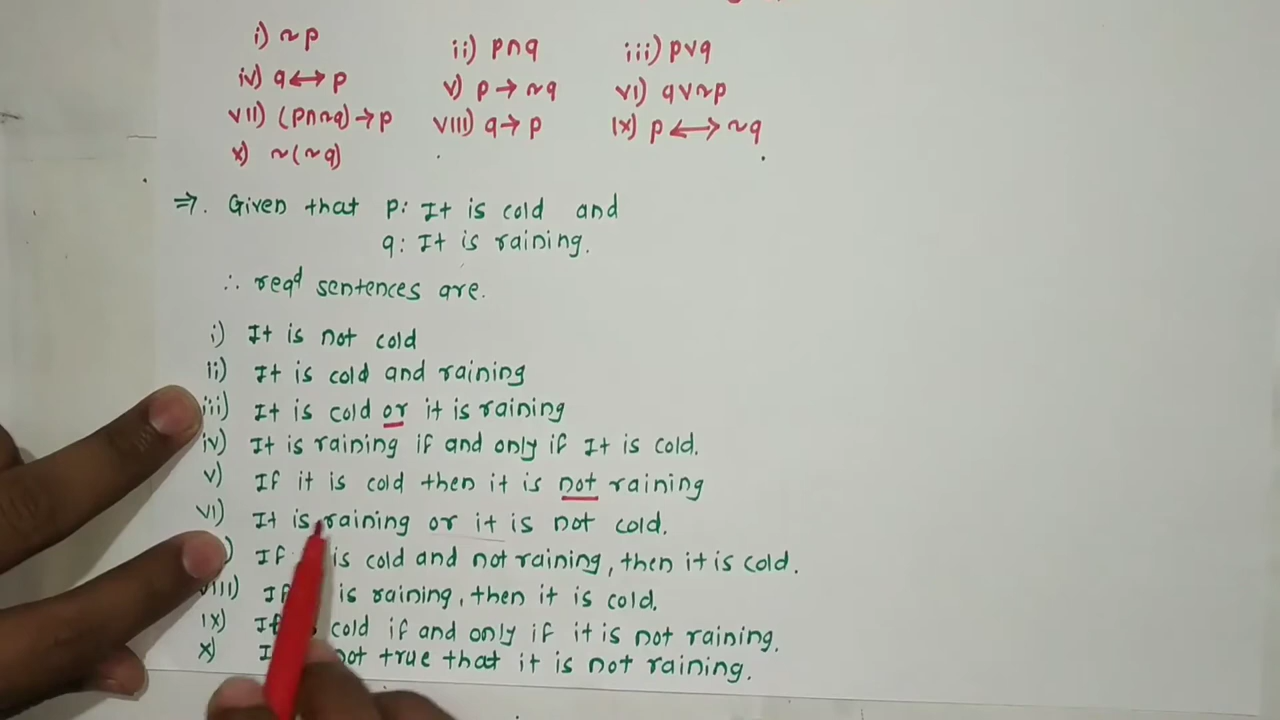 i) ~p ii) p∩q iii) p∨q
iv) q ↔ p v) p → ~q vi) q∨~p
vii) (p∩~q) → p viii) q → p ix) p ↔ ~q
x) ~(~q)
⇒. Given that p: It is cold and
q: It is raining.
∴ reqd sentences are.
i) It is not cold
ii) It is cold and raining
iii) It is cold or it is raining
iv) It is raining if and only if It is cold.
v) If it is cold then it is not raining
vi) It is raining or it is not cold.
If is cold and not raining, then it is cold.
viii) If is raining, then it is cold.
ix) cold if and only if it is not raining.
x) not true that it is not raining.